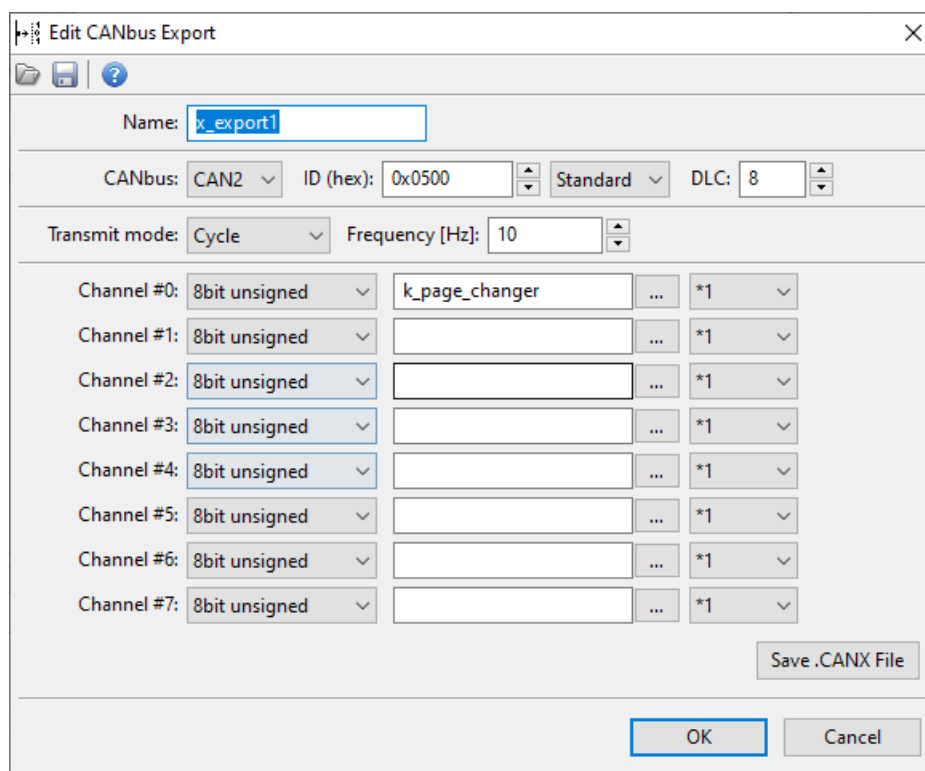 Edit CANbus Export
Name: x_export1
CANbus: CAN2 ID (hex): 0x0500 Standard DLC: 8
Transmit mode: Cycle Frequency [Hz]: 10
Channel #0: 8bit unsigned k_page_changer ... *1
Channel #1: 8bit unsigned ... *1
Channel #2: 8bit unsigned ... *1
Channel #3: 8bit unsigned ... *1
Channel #4: 8bit unsigned ... *1
Channel #5: 8bit unsigned ... *1
Channel #6: 8bit unsigned ... *1
Channel #7: 8bit unsigned ... *1
Save .CANX File
OK Cancel